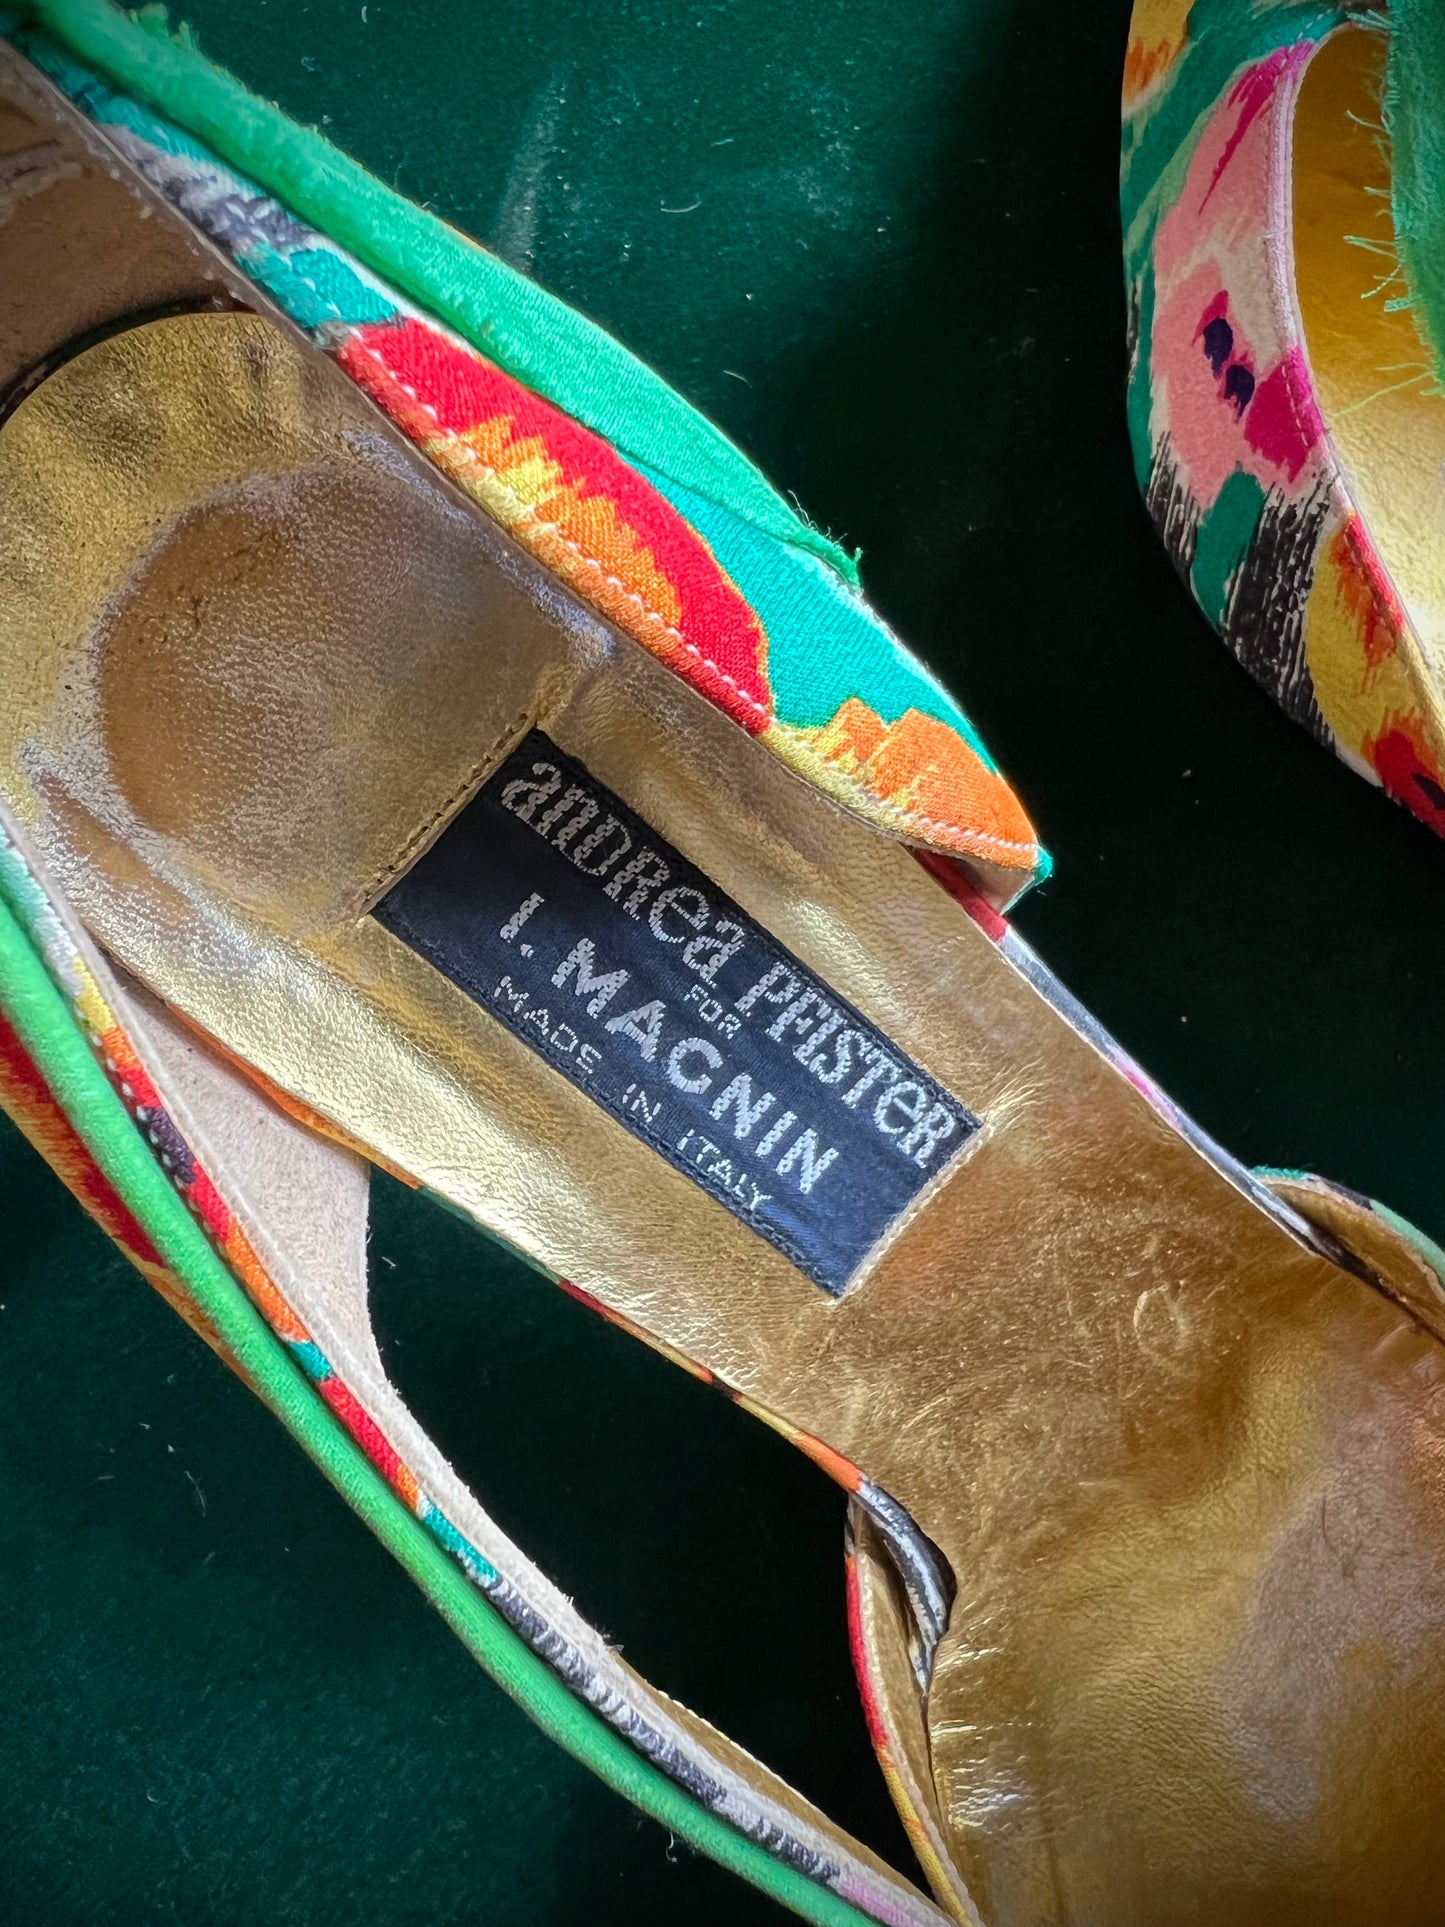 anDRea PFISTeR
FOR
I. MAGNIN
MADE IN ITALY